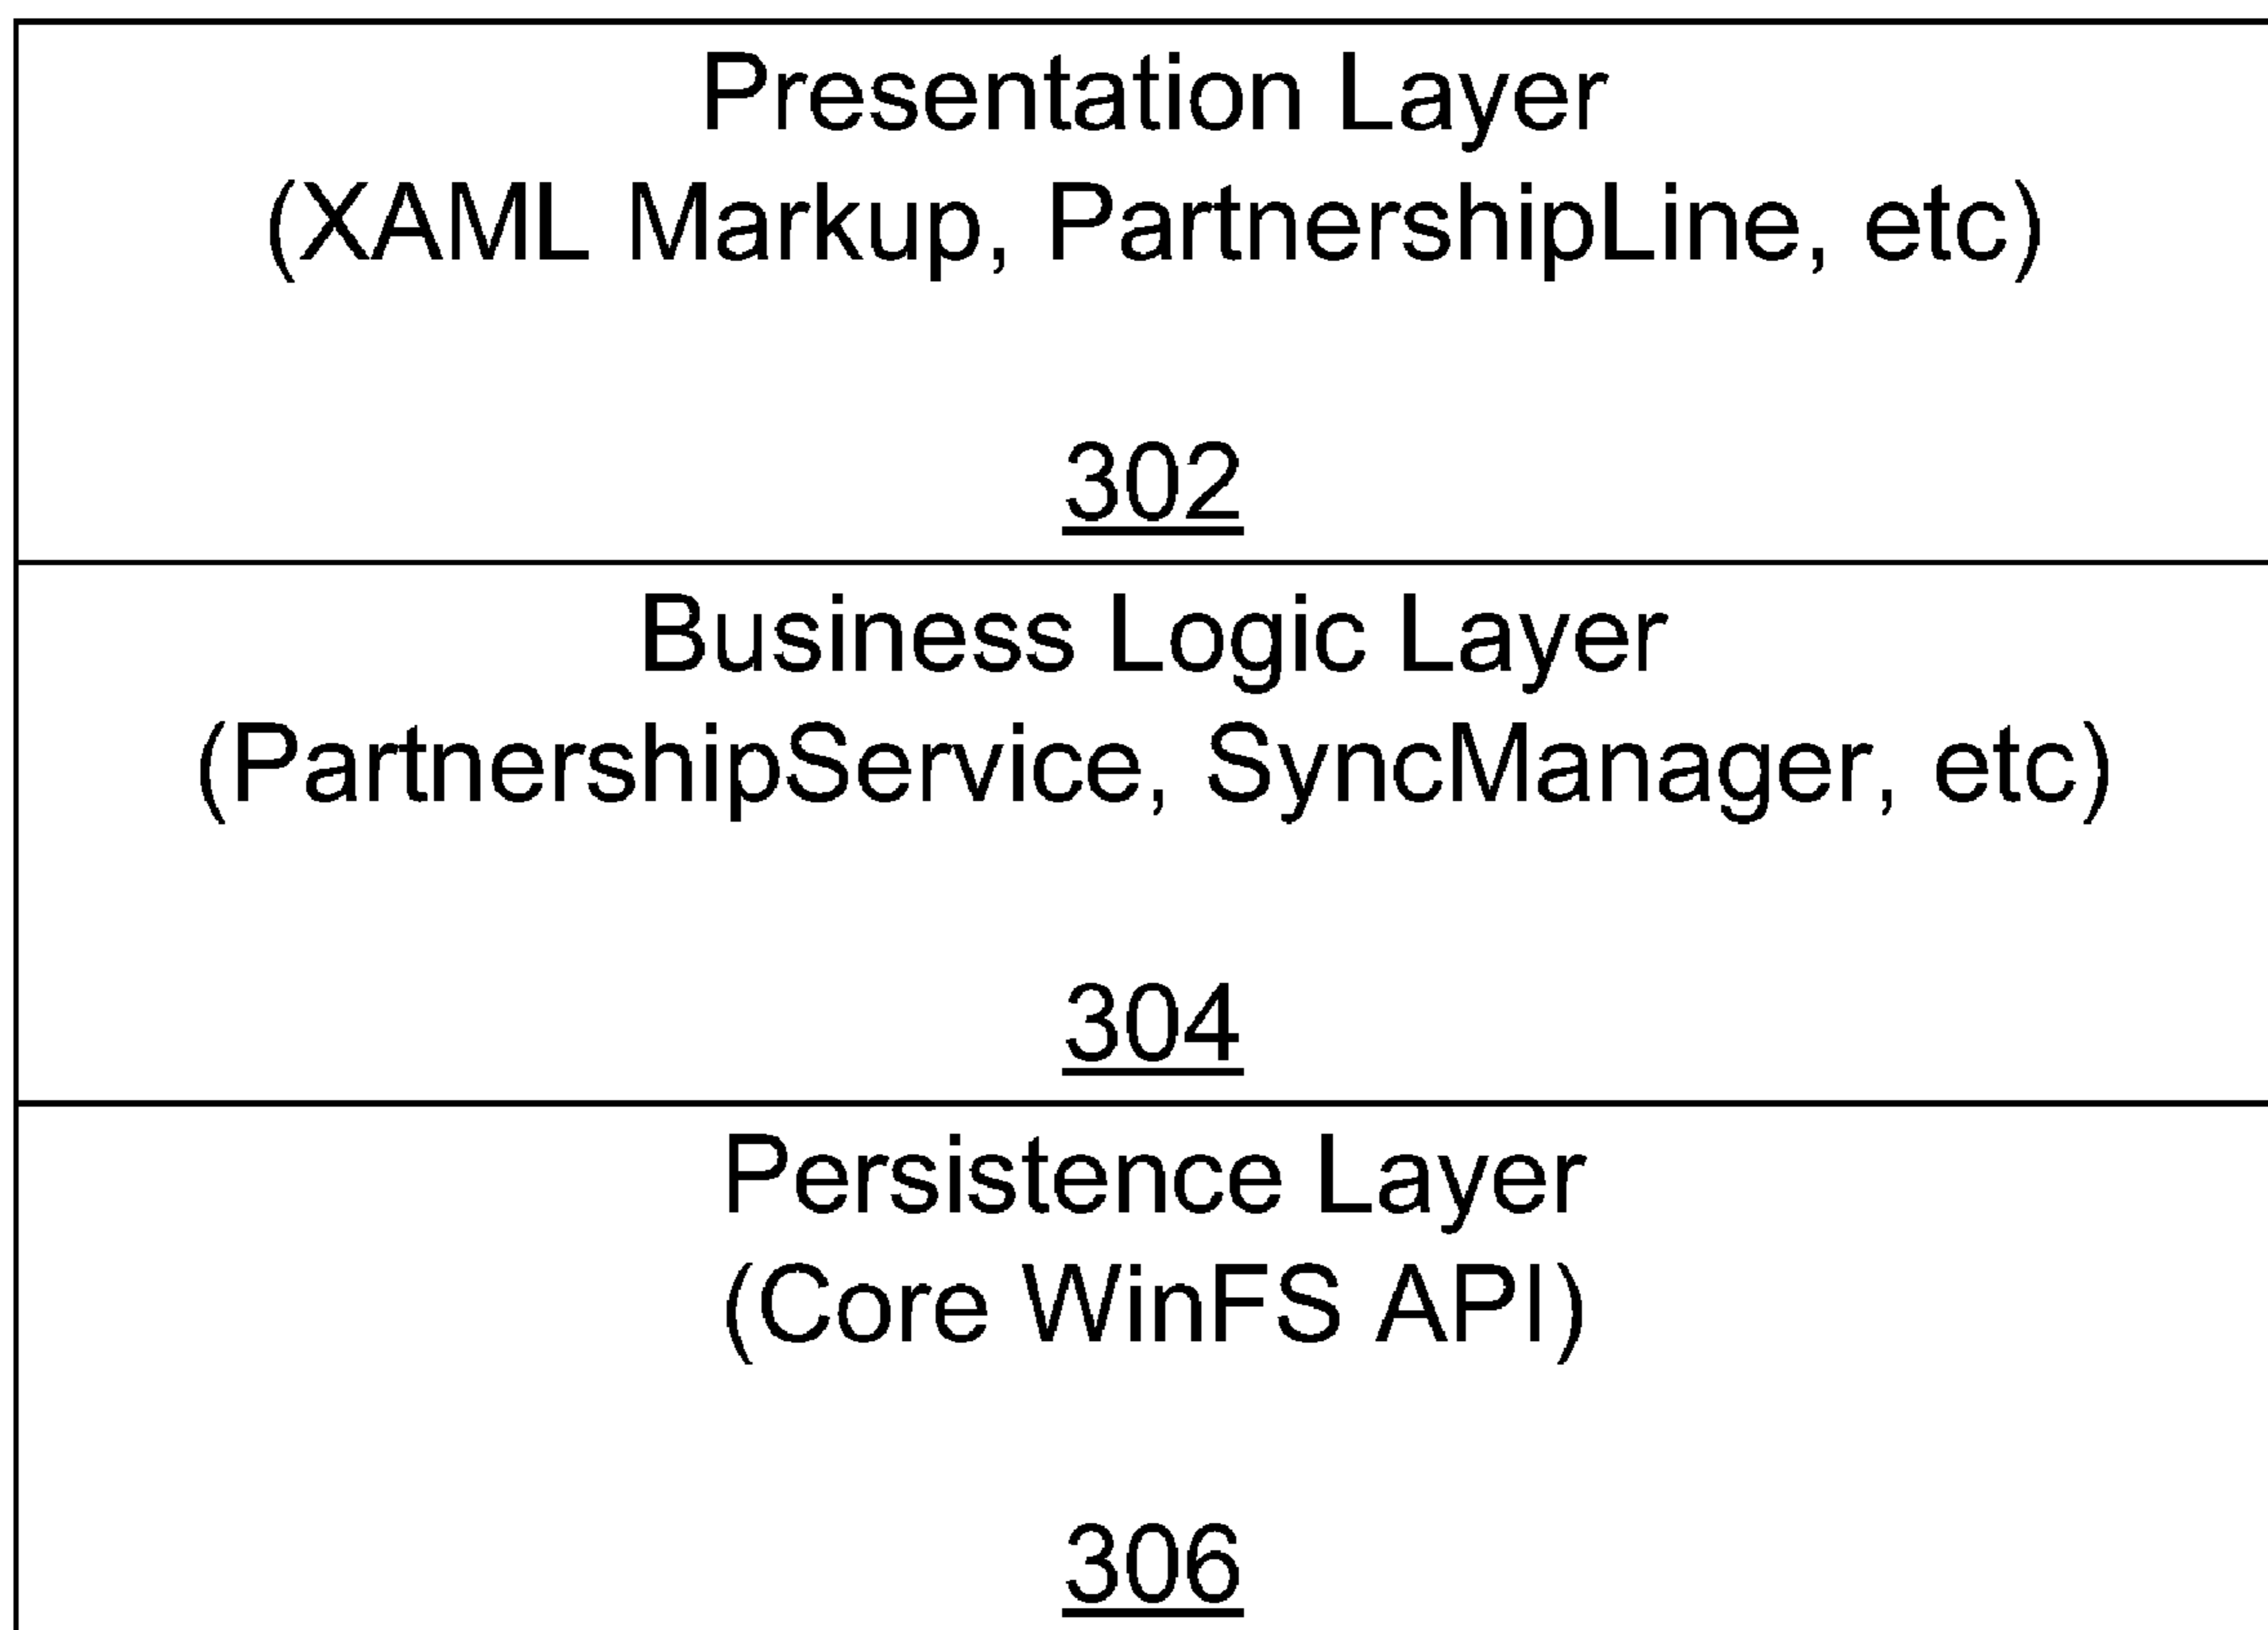 Presentation Layer
(XAML Markup, PartnershipLine, etc)
302
Business Logic Layer
(PartnershipService, SyncManager, etc)
304
Persistence Layer
(Core WinFS API)
306